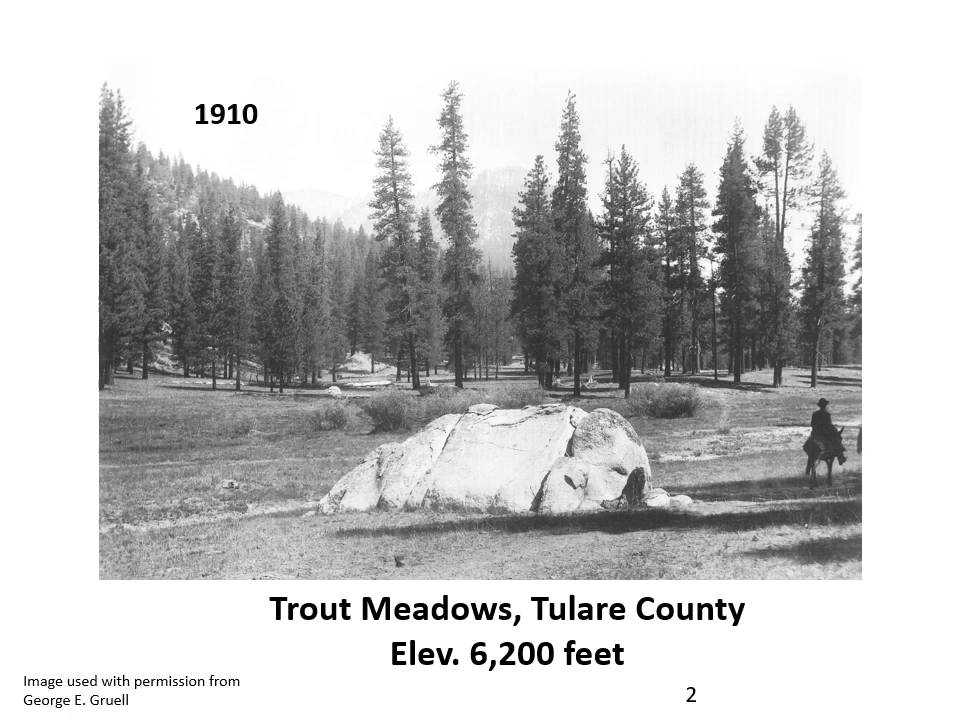 1910
Trout Meadows, Tulare County
Elev. 6,200 feet
Image used with permission from
George E. Gruell
2